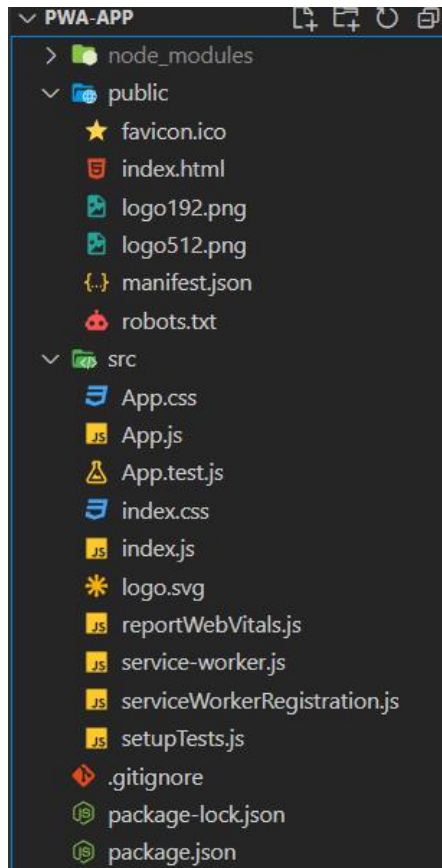 PWA-APP
node_modules
public
favicon.ico
index.html
logo192.png
logo512.png
manifest.json
robots.txt
src
App.css
App.js
App.test.js
index.css
index.js
logo.svg
reportWebVitals.js
service-worker.js
serviceWorkerRegistration.js
setupTests.js
.gitignore
package-lock.json
package.json